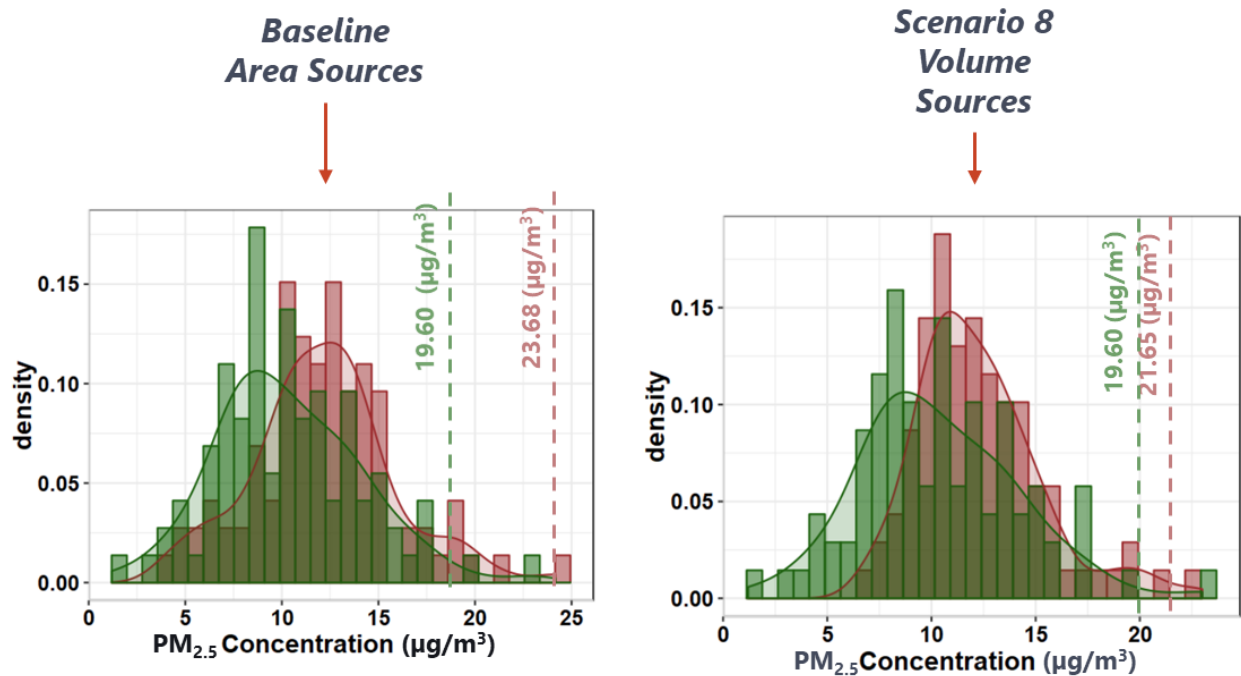 Baseline
Area Sources
19.60 (µg/m³)
23.68 (µg/m³)
density
0.15
0.10
0.05
0.00
0
5
10
15
20
25
PM₂.₅ Concentration (µg/m³)
Scenario 8
Volume
Sources
19.60 (µg/m³)
21.65 (µg/m³)
density
0.15
0.10
0.05
0.00
0
5
10
15
20
PM₂.₅Concentration (µg/m³)